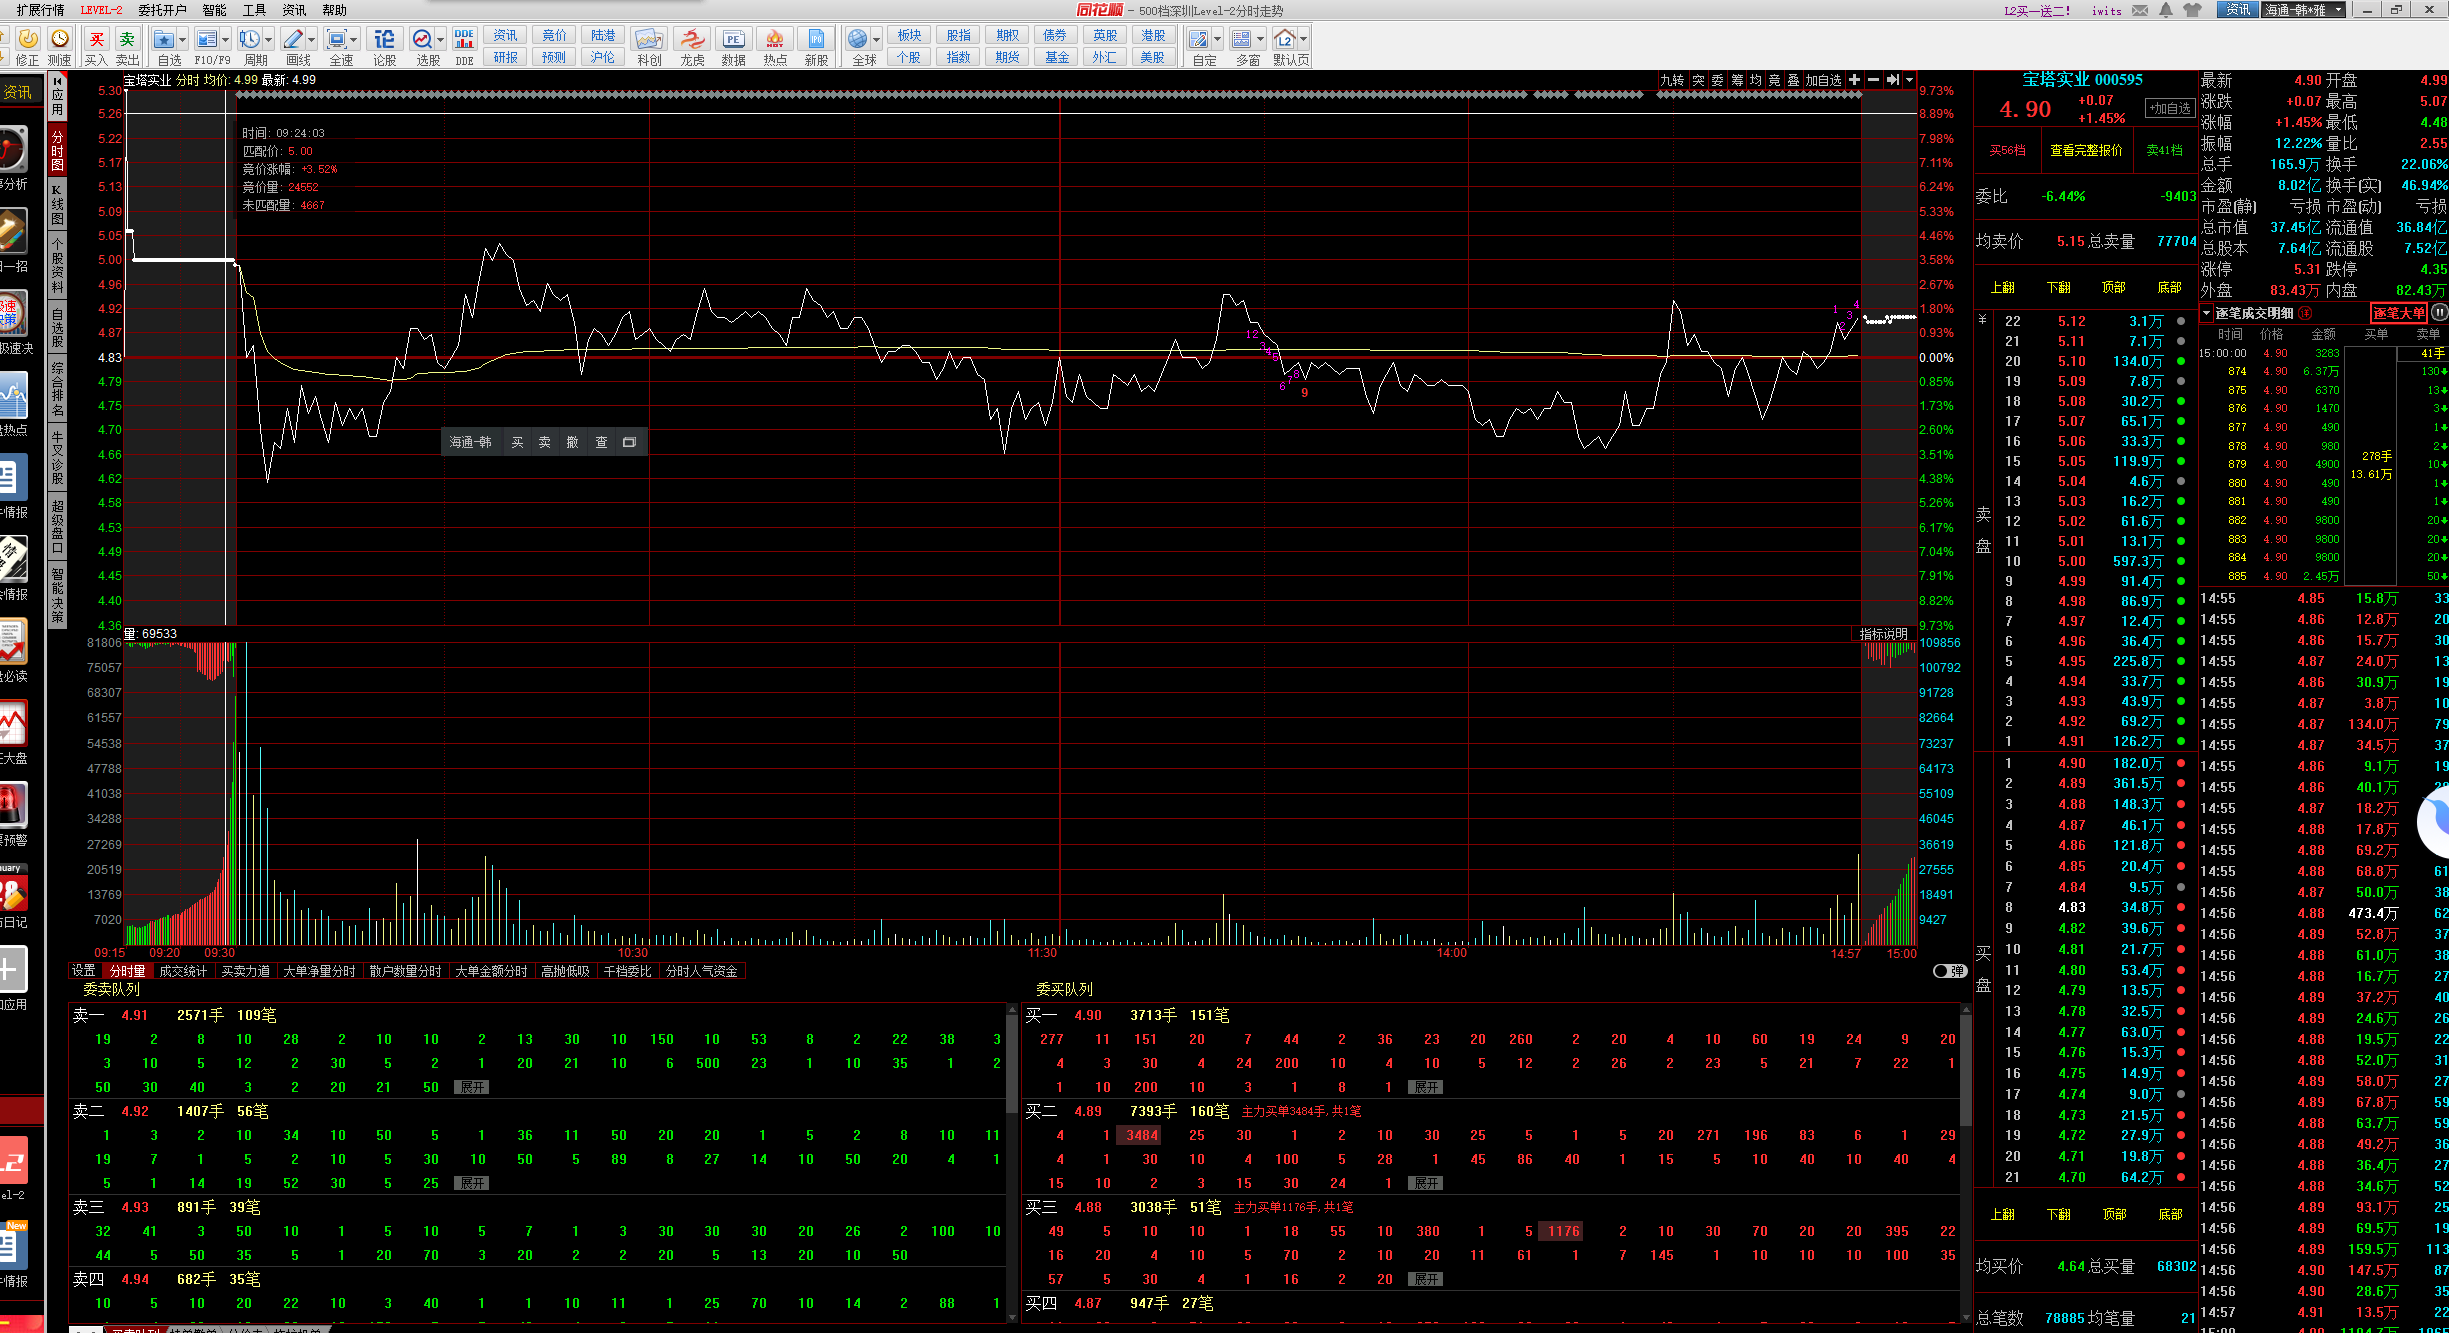 扩展行情 LEVEL-2 委托开户 智能 工具 资讯 帮助
同花顺 - 500档深圳Level-2分时走势
L2买一送二! iwits 资讯 海通-韩*雅
修正 测速 买入 卖出 自选 F10/F9 周期 画线 全速 论股 选股 DDE
资讯 竞价 陆港 科创 龙虎 数据 热点 新股 全球 板块 股指 期权 债券 英股 港股 自定 多窗 默认页
研报 预测 沪伦 个股 指数 期货 基金 外汇 美股
宝塔实业 分时 均价: 4.99 最新: 4.99
九转 突 委 筹 均 竞 叠 加自选
应用
分时图
K线图
个股资料
自选股
综合排名
牛叉诊股
超级盘口
智能决策
时间: 09:24:03
匹配价: 5.00
竞价涨幅: +3.52%
竞价量: 24552
未匹配量: 4667
5.30 9.73%
5.26 8.89%
5.22 7.98%
5.17 7.11%
5.13 6.24%
5.09 5.33%
5.05 4.46%
5.00 3.58%
4.96 2.67%
4.92 1.80%
4.87 0.93%
4.83 0.00%
4.79 0.85%
4.75 1.73%
4.70 2.60%
4.66 3.51%
4.62 4.38%
4.58 5.26%
4.53 6.17%
4.49 7.04%
4.45 7.91%
4.40 8.82%
4.36 9.73%
海通-韩 买 卖 撤 查
量: 69533 指标说明
81806 109856
75057 100792
68307 91728
61557 82664
54538 73237
47788 64173
41038 55109
34288 46045
27269 36619
20519 27555
13769 18491
7020 9427
09:15 09:20 09:30 10:30 11:30 14:00 14:57 15:00
设置 分时量 成交统计 买卖力道 大单净量分时 散户数量分时 大单金额分时 高抛低吸 千档委比 分时人气资金
弹
委卖队列
卖一 4.91 2571手 109笔
19 2 8 10 28 2 10 10 2 13 30 10 150 10 53 8 2 22 38 3
3 10 5 12 2 30 5 2 1 20 21 10 6 500 23 1 10 35 1 2
50 30 40 3 2 20 21 50 展开
卖二 4.92 1407手 56笔
1 3 2 10 34 10 50 5 1 36 11 50 20 20 1 5 2 8 10 11
19 7 1 5 2 10 5 30 10 50 5 89 8 27 14 10 50 20 4 1
5 1 14 19 52 30 5 25 展开
卖三 4.93 891手 39笔
32 41 3 50 10 1 5 10 5 7 1 3 30 30 30 20 26 2 100 10
44 5 50 35 5 1 20 70 3 20 2 2 20 5 13 20 10 50
卖四 4.94 682手 35笔
10 5 10 20 22 10 3 40 1 1 10 11 1 25 70 10 14 2 88 1
委买队列
买一 4.90 3713手 151笔
277 11 151 20 7 44 2 36 23 20 260 2 20 4 10 60 19 24 9 20
4 3 30 4 24 200 10 4 10 5 12 2 26 2 23 5 21 7 22 1
1 10 200 10 3 1 8 1 展开
买二 4.89 7393手 160笔 主力买单3484手,共1笔
4 1 3484 25 30 1 2 10 30 25 5 1 5 20 271 196 83 6 1 29
4 1 30 10 4 100 5 28 1 45 86 40 1 15 5 10 40 10 40 4
15 10 2 3 15 30 24 1 展开
买三 4.88 3038手 51笔 主力买单1176手,共1笔
49 5 10 10 1 18 55 10 380 1 5 1176 2 10 30 70 20 20 395 22
16 20 4 10 5 70 2 10 20 11 61 1 7 145 1 10 10 10 100 35
57 5 30 4 1 16 2 20 展开
买四 4.87 947手 27笔
宝塔实业 000595
4.90 +0.07 +1.45% +加自选
买56档 查看完整报价 卖41档
委比 -6.44% -9403
均卖价 5.15 总卖量 77704
上翻 下翻 顶部 底部
¥
卖盘
22 5.12 3.1万
21 5.11 7.1万
20 5.10 134.0万
19 5.09 7.8万
18 5.08 30.2万
17 5.07 65.1万
16 5.06 33.3万
15 5.05 119.9万
14 5.04 4.6万
13 5.03 16.2万
12 5.02 61.6万
11 5.01 13.1万
10 5.00 597.3万
9 4.99 91.4万
8 4.98 86.9万
7 4.97 12.4万
6 4.96 36.4万
5 4.95 225.8万
4 4.94 33.7万
3 4.93 43.9万
2 4.92 69.2万
1 4.91 126.2万
买盘
1 4.90 182.0万
2 4.89 361.5万
3 4.88 148.3万
4 4.87 46.1万
5 4.86 121.8万
6 4.85 20.4万
7 4.84 9.5万
8 4.83 34.8万
9 4.82 39.6万
10 4.81 21.7万
11 4.80 53.4万
12 4.79 13.5万
13 4.78 32.5万
14 4.77 63.0万
15 4.76 15.3万
16 4.75 14.9万
17 4.74 9.0万
18 4.73 21.5万
19 4.72 27.9万
20 4.71 19.8万
21 4.70 64.2万
上翻 下翻 顶部 底部
均买价 4.64 总买量 68302
总笔数 78885 均笔量 21
最新 4.90 开盘 4.99
涨跌 +0.07 最高 5.07
涨幅 +1.45% 最低 4.48
振幅 12.22% 量比 2.55
总手 165.9万 换手 22.06%
金额 8.02亿 换手(实) 46.94%
市盈(静) 亏损 市盈(动) 亏损
总市值 37.45亿 流通值 36.84亿
总股本 7.64亿 流通股 7.52亿
涨停 5.31 跌停 4.35
外盘 83.43万 内盘 82.43万
逐笔成交明细 逐笔大单
时间 价格 金额 买单 卖单
15:00:00 4.90 3283 41手
874 4.90 6.37万 130
875 4.90 6370 13
876 4.90 1470 3
877 4.90 490 1
878 4.90 980 2
879 4.90 4900 10
880 4.90 490 1
881 4.90 490 1
882 4.90 9800 20
883 4.90 9800 20
884 4.90 9800 20
885 4.90 2.45万 50
278手
13.61万
14:55 4.85 15.8万 33
14:55 4.86 12.8万 20
14:55 4.86 15.7万 30
14:55 4.87 24.0万 13
14:55 4.86 30.9万 19
14:55 4.87 3.8万 10
14:55 4.87 134.0万 79
14:55 4.87 34.5万 37
14:55 4.86 9.1万 19
14:55 4.86 40.1万
14:55 4.87 18.2万
14:55 4.88 17.8万
14:55 4.88 69.2万
14:55 4.88 68.8万 61
14:56 4.87 50.0万 38
14:56 4.88 473.4万 62
14:56 4.89 52.8万 37
14:56 4.88 61.0万 38
14:56 4.88 16.7万 27
14:56 4.89 37.2万 40
14:56 4.89 24.6万 26
14:56 4.88 19.5万 22
14:56 4.88 52.0万 31
14:56 4.89 58.0万 27
14:56 4.89 67.8万 59
14:56 4.88 63.7万 59
14:56 4.88 49.2万 36
14:56 4.88 36.4万 27
14:56 4.88 34.6万 52
14:56 4.89 93.1万 25
14:56 4.89 69.5万 19
14:56 4.89 159.5万 113
14:56 4.90 147.5万 87
14:56 4.90 28.6万 35
14:57 4.91 13.5万 22